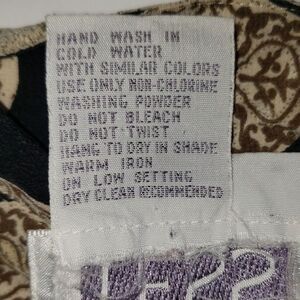 HAND WASH IN
COLD WATER
WITH SIMILAR COLORS
USE ONLY NON-CHLORINE
WASHING POWDER
DO NOT BLEACH
DO NOT TWIST
HANG TO DRY IN SHADE
WARM IRON
ON LOW SETTING
DRY CLEAN RECOMMENDED